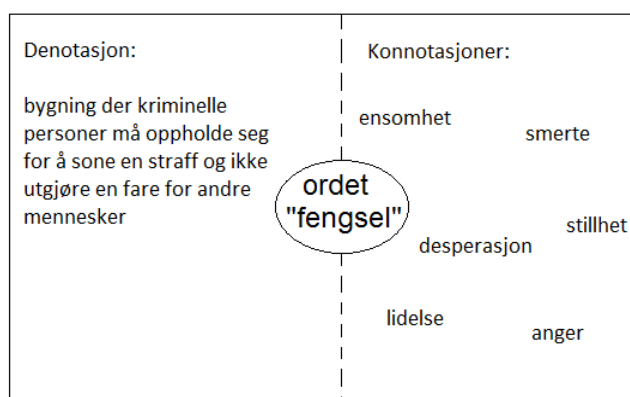 Denotasjon:
bygning der kriminelle
personer må oppholde seg
for å sone en straff og ikke
utgjøre en fare for andre
mennesker
ordet
"fengsel"
Konnotasjoner:
ensomhet
smerte
stillhet
desperasjon
lidelse
anger